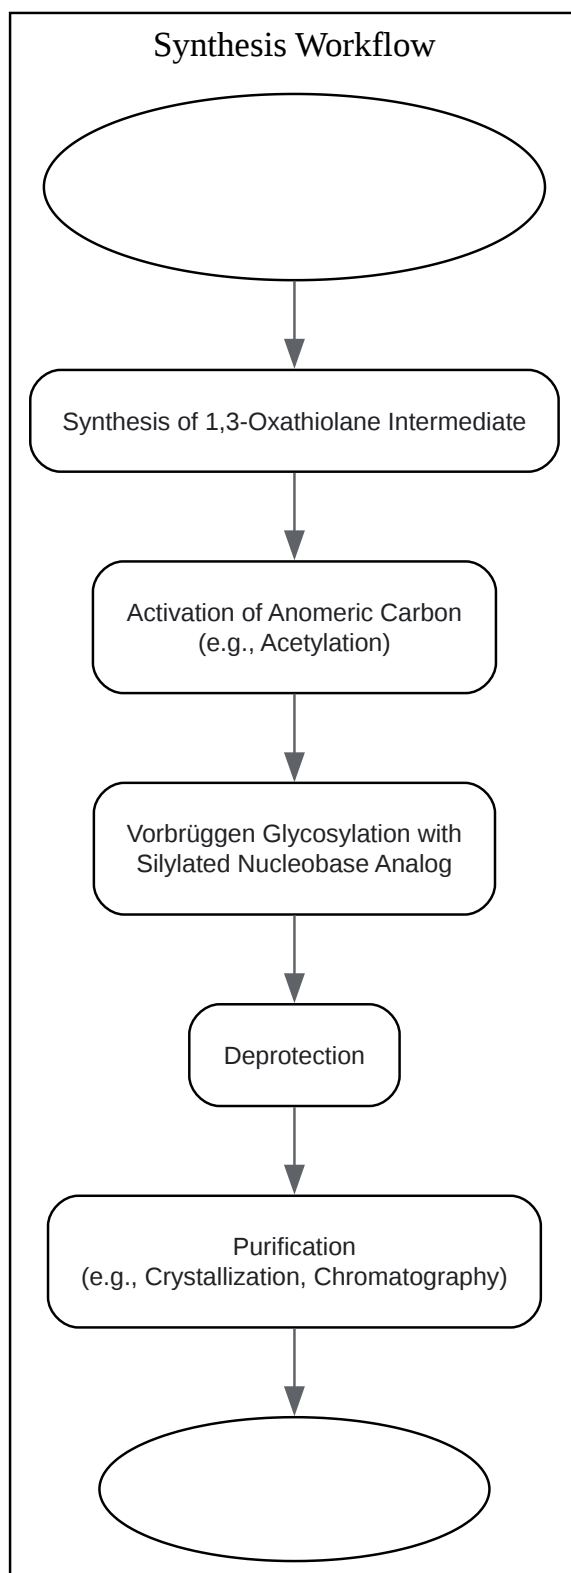 Synthesis Workflow
Synthesis of 1,3-Oxathiolane Intermediate
Activation of Anomeric Carbon
(e.g., Acetylation)
Vorbrüggen Glycosylation with
Silylated Nucleobase Analog
Deprotection
Purification
(e.g., Crystallization, Chromatography)